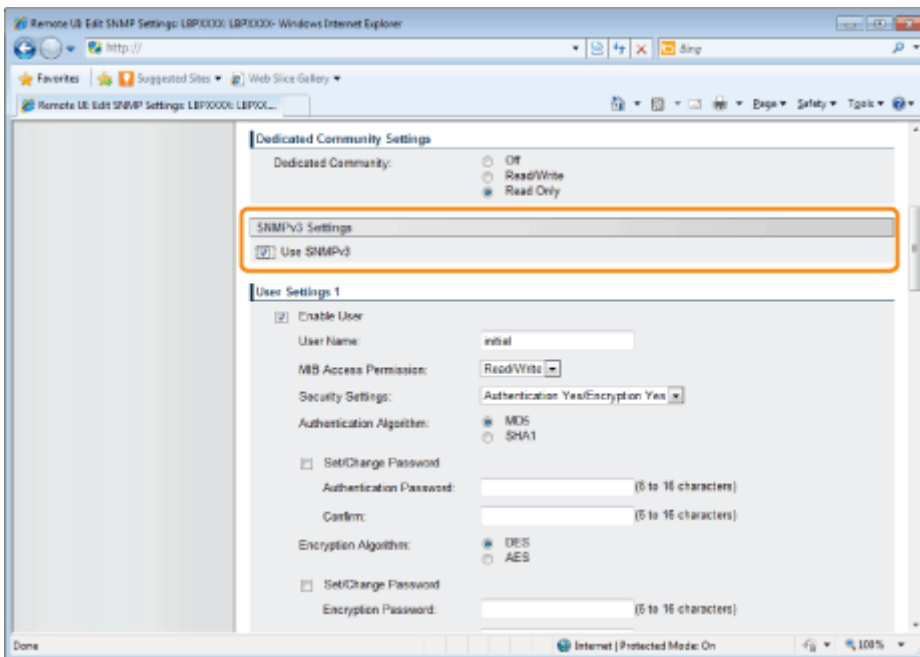 Remote UI: Edit SNMP Settings: LBPXXXX: LBPXXXX - Windows Internet Explorer
http://
Bing
Favorites Suggested Sites Web Slice Gallery
Remote UI: Edit SNMP Settings: LBPXXXX: LBPXX... Page Safety Tools
Dedicated Community Settings
Dedicated Community: Off
Read/Write
Read Only
SNMPv3 Settings
Use SNMPv3
User Settings 1
Enable User
User Name: initial
MIB Access Permission: Read/Write
Security Settings: Authentication Yes/Encryption Yes
Authentication Algorithm: MD5
SHA1
Set/Change Password
Authentication Password: (6 to 16 characters)
Confirm: (6 to 16 characters)
Encryption Algorithm: DES
AES
Set/Change Password
Encryption Password: (6 to 16 characters)
Done Internet | Protected Mode: On 100%